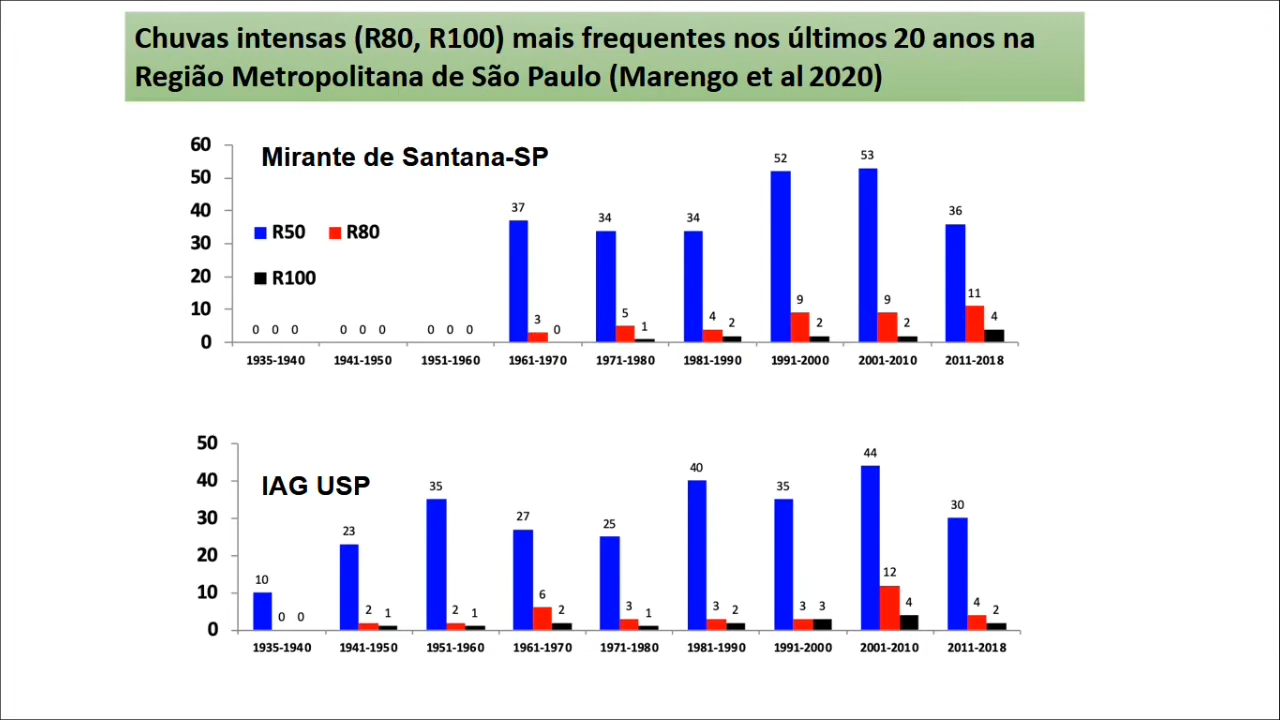 Chuvas intensas (R80, R100) mais frequentes nos últimos 20 anos na
Região Metropolitana de São Paulo (Marengo et al 2020)
Mirante de Santana-SP
R50 R80
R100
60
50
40
30
20
10
0
0 0 0
0 0 0
0 0 0
37 3 0
34 5 1
34 4 2
52 9 2
53 9 2
36 11 4
1935-1940 1941-1950 1951-1960 1961-1970 1971-1980 1981-1990 1991-2000 2001-2010 2011-2018
IAG USP
50
40
30
20
10
0
10 0 0
23 2 1
35 2 1
27 6 2
25 3 1
40 3 2
35 3 3
44 12 4
30 4 2
1935-1940 1941-1950 1951-1960 1961-1970 1971-1980 1981-1990 1991-2000 2001-2010 2011-2018